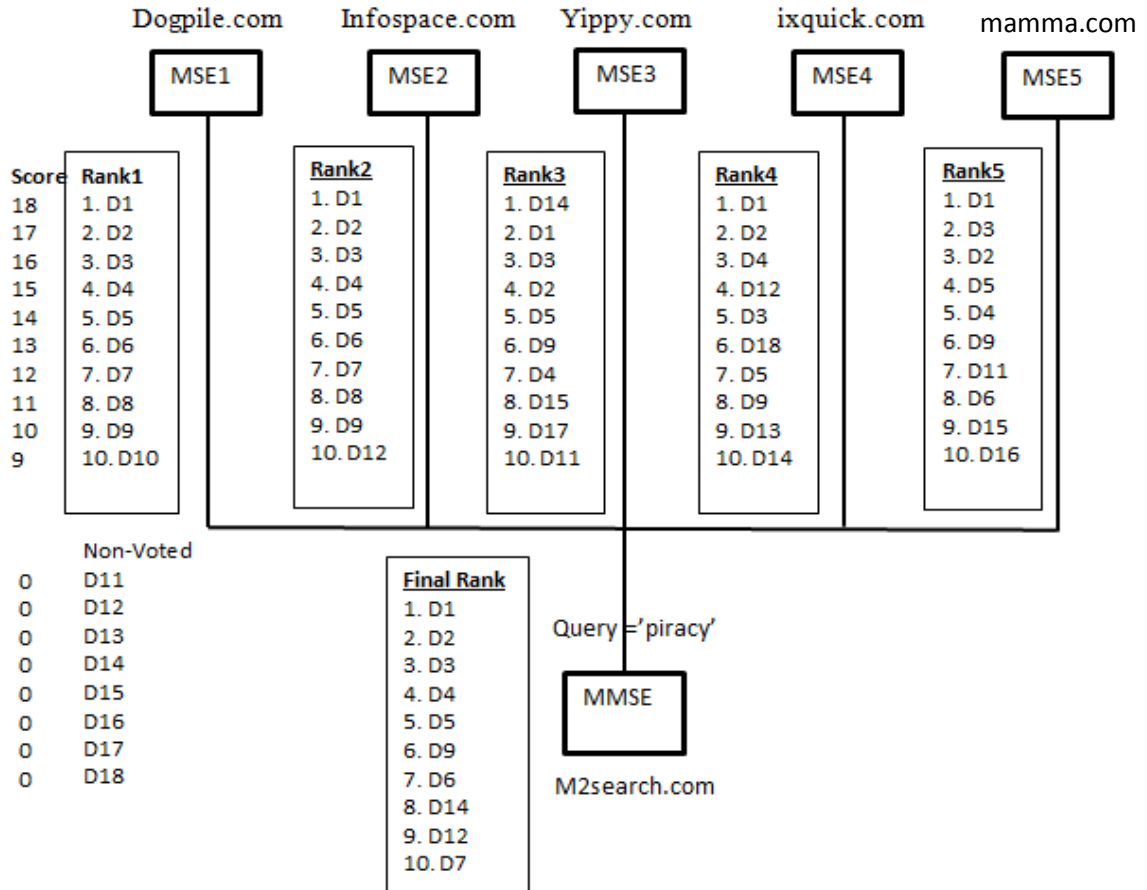 Dogpile.com
Infospace.com
Yippy.com
ixquick.com
mamma.com
MSE1
MSE2
MSE3
MSE4
MSE5
Score
18
17
16
15
14
13
12
11
10
9
Rank1
1. D1
2. D2
3. D3
4. D4
5. D5
6. D6
7. D7
8. D8
9. D9
10. D10
Rank2
1. D1
2. D2
3. D3
4. D4
5. D5
6. D6
7. D7
8. D8
9. D9
10. D12
Rank3
1. D14
2. D1
3. D3
4. D2
5. D5
6. D9
7. D4
8. D15
9. D17
10. D11
Rank4
1. D1
2. D2
3. D4
4. D12
5. D3
6. D18
7. D5
8. D9
9. D13
10. D14
Rank5
1. D1
2. D3
3. D2
4. D5
5. D4
6. D9
7. D11
8. D6
9. D15
10. D16
Non-Voted
0 D11
0 D12
0 D13
0 D14
0 D15
0 D16
0 D17
0 D18
Final Rank
1. D1
2. D2
3. D3
4. D4
5. D5
6. D9
7. D6
8. D14
9. D12
10. D7
Query =’piracy’
MMSE
M2search.com